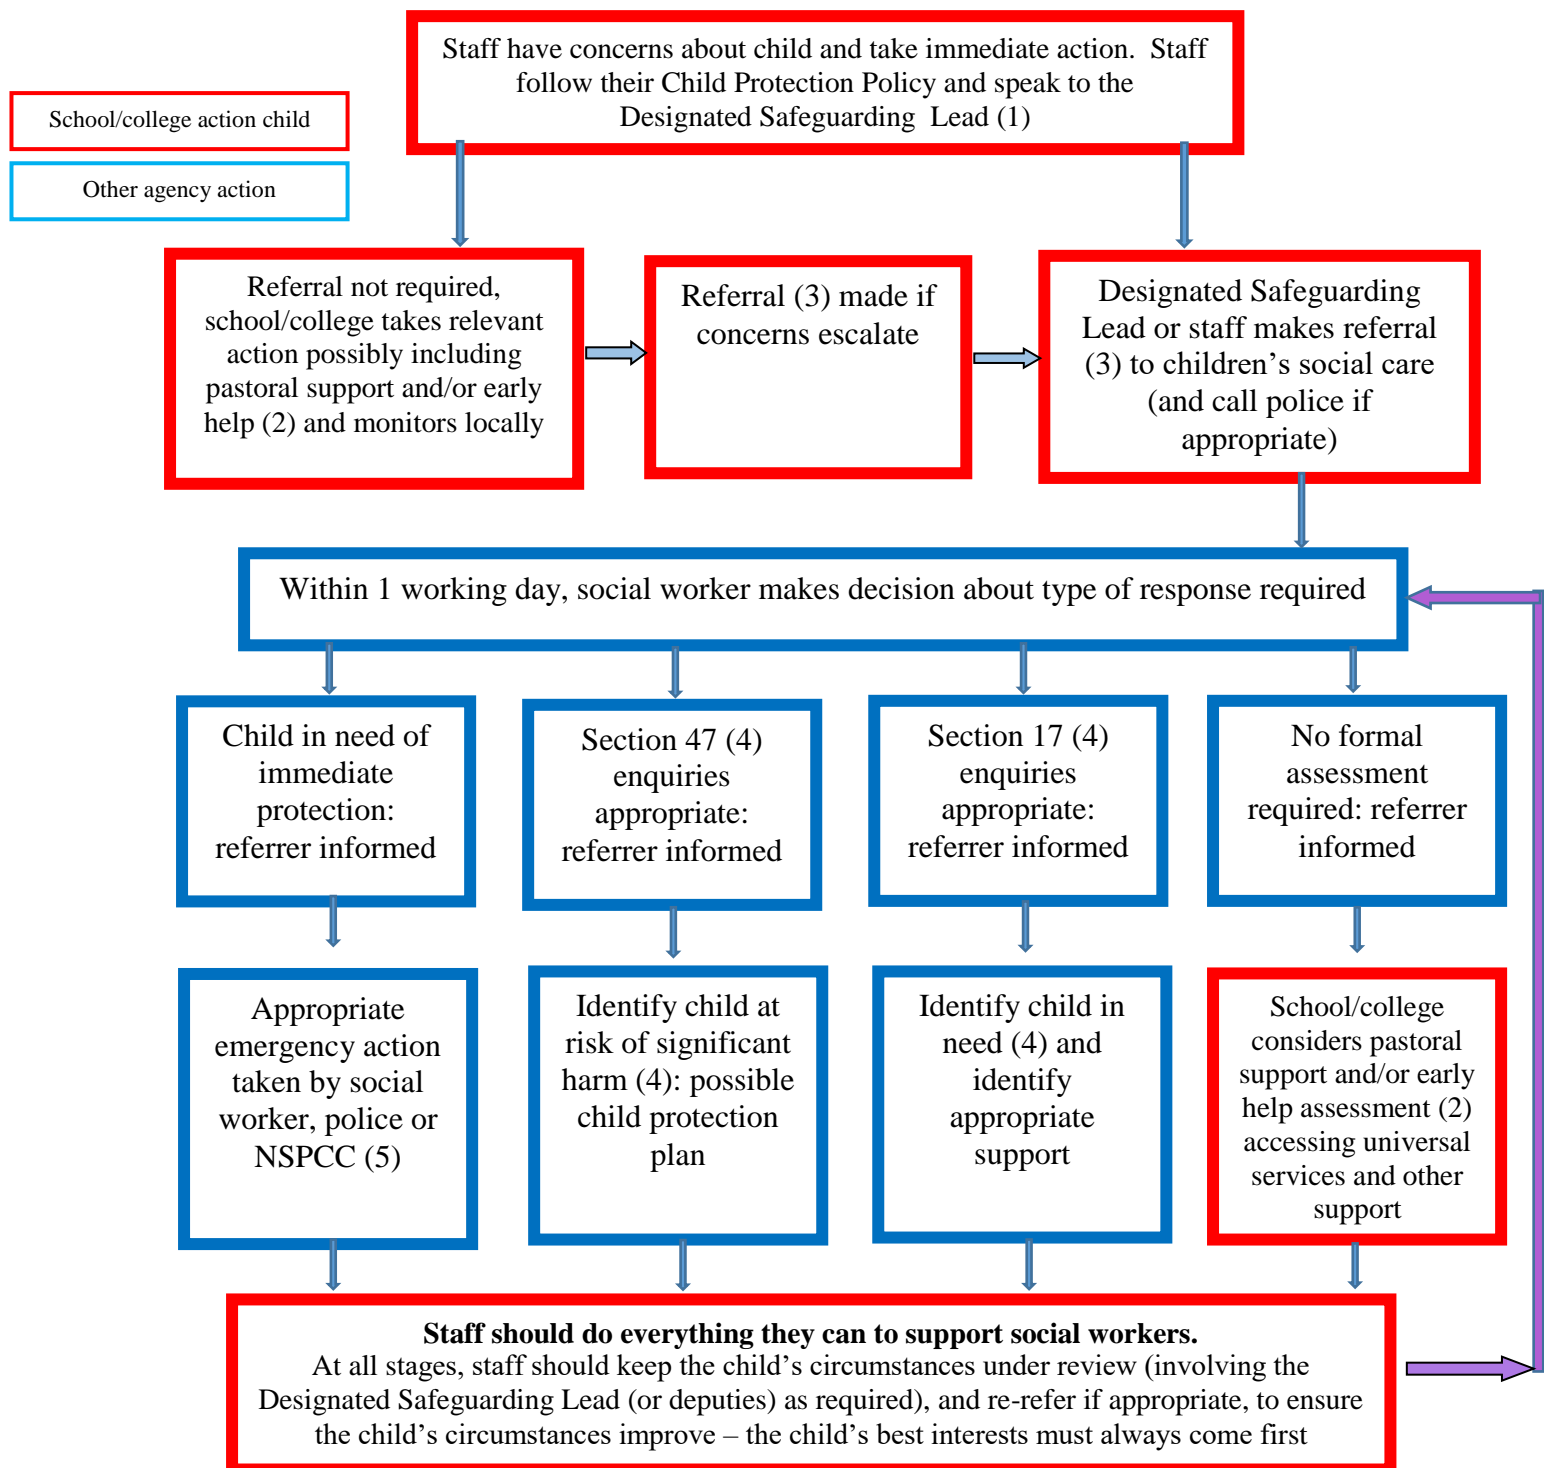 Staff have concerns about child and take immediate action.  Staff
follow their Child Protection Policy and speak to the
Designated Safeguarding  Lead (1)
School/college action child
Other agency action
Referral not required,
school/college takes relevant
action possibly including
pastoral support and/or early
help (2) and monitors locally
Referral (3) made if
concerns escalate
Designated Safeguarding
Lead or staff makes referral
(3) to children’s social care
(and call police if
appropriate)
Within 1 working day, social worker makes decision about type of response required
Child in need of
immediate
protection:
referrer informed
Section 47 (4)
enquiries
appropriate:
referrer informed
Section 17 (4)
enquiries
appropriate:
referrer informed
No formal
assessment
required: referrer
informed
Appropriate
emergency action
taken by social
worker, police or
NSPCC (5)
Identify child at
risk of significant
harm (4): possible
child protection
plan
Identify child in
need (4) and
identify
appropriate
support
School/college
considers pastoral
support and/or early
help assessment (2)
accessing universal
services and other
support
Staff should do everything they can to support social workers.
At all stages, staff should keep the child’s circumstances under review (involving the
Designated Safeguarding Lead (or deputies) as required), and re-refer if appropriate, to ensure
the child’s circumstances improve – the child’s best interests must always come first